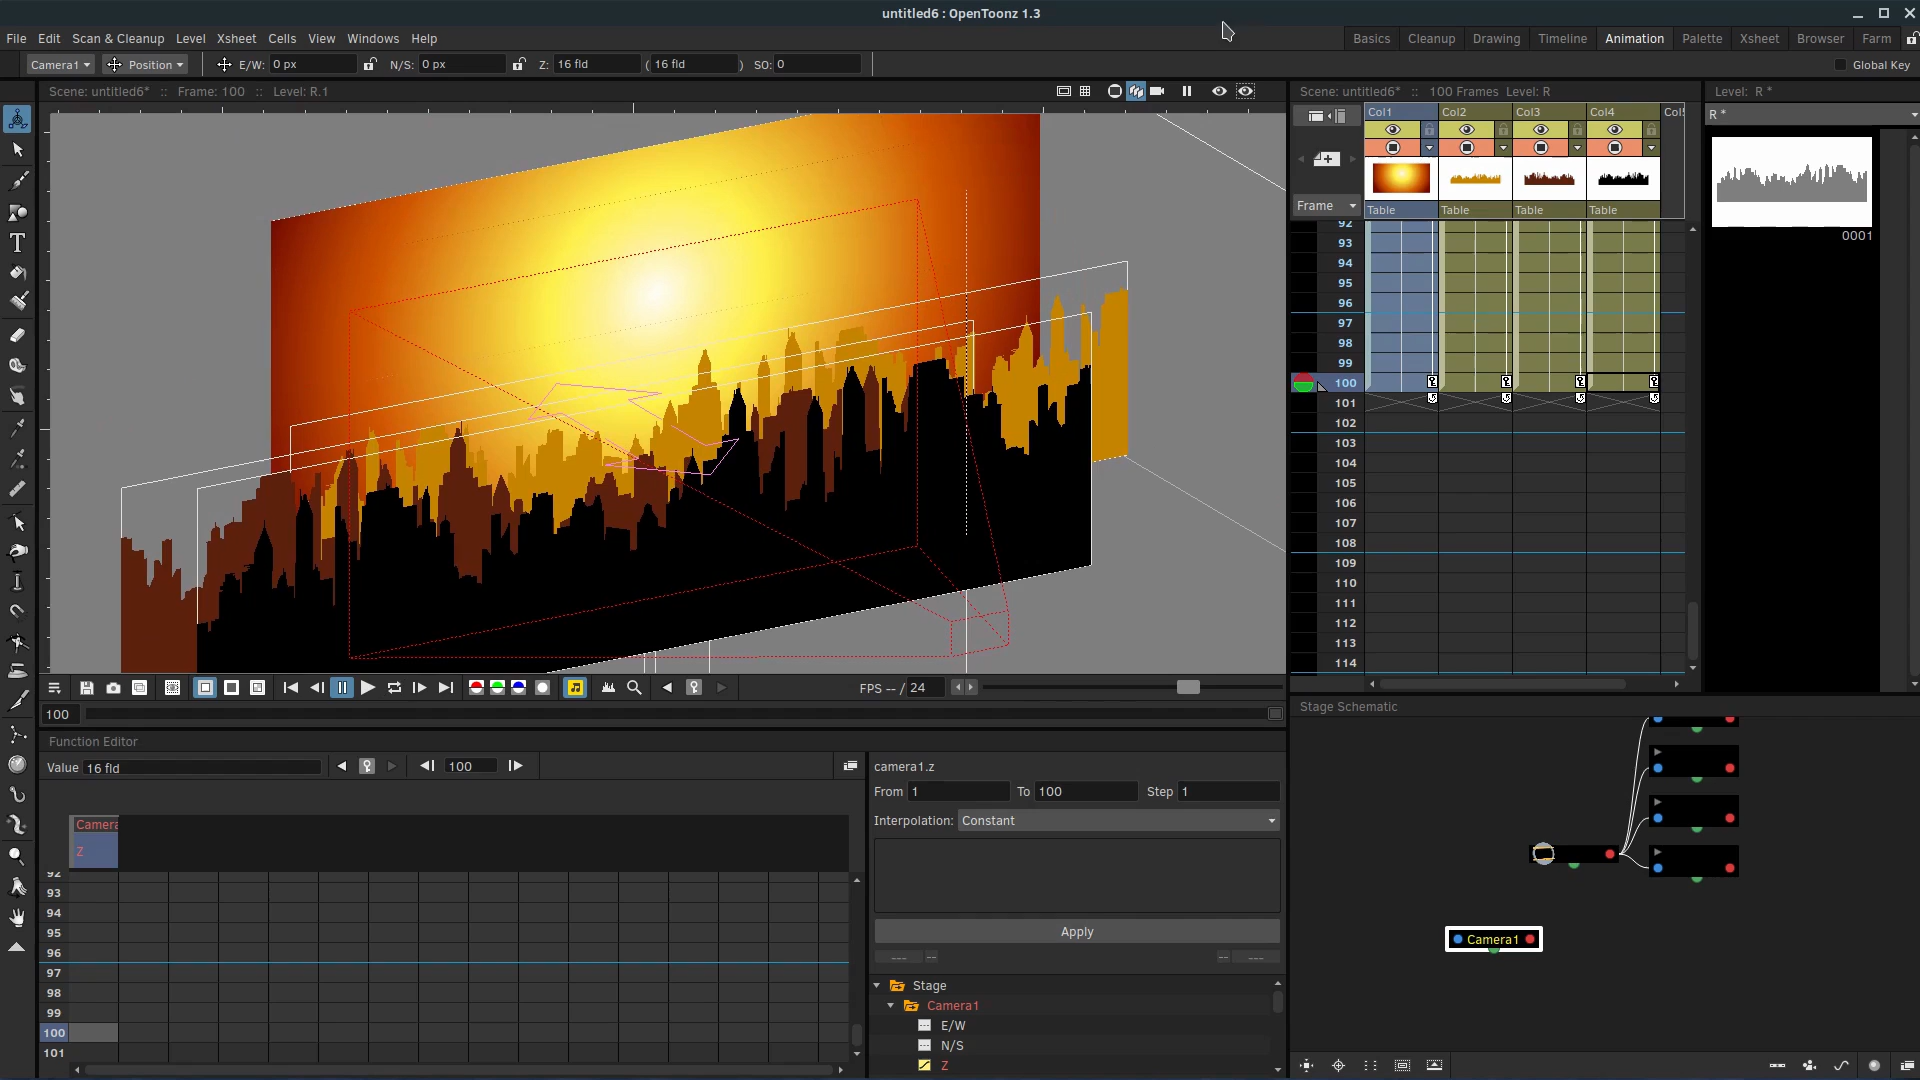 untitled6 : OpenToonz 1.3
File Edit Scan & Cleanup Level Xsheet Cells View Windows Help
Basics Cleanup Drawing Timeline Animation Palette Xsheet Browser Farm
Camera1 Position E/W: 0 px N/S: 0 px Z: 16 fld ( 16 fld ) SO: 0 Global Key
Scene: untitled6* :: Frame: 100 :: Level: R.1
Scene: untitled6* :: 100 Frames Level: R
Level: R *
Col1 Col2 Col3 Col4
R *
Frame
Table Table Table Table
0001
92
93
94
95
96
97
98
99
100
101
102
103
104
105
106
107
108
109
110
111
112
113
114
FPS -- / 24
100
Stage Schematic
Camera1
Function Editor
Value 16 fld 100
Camera
Z
92
93
94
95
96
97
98
99
100
101
camera1.z
From 1 To 100 Step 1
Interpolation: Constant
Apply
--- -- -- ---
Stage
Camera1
E/W
N/S
Z